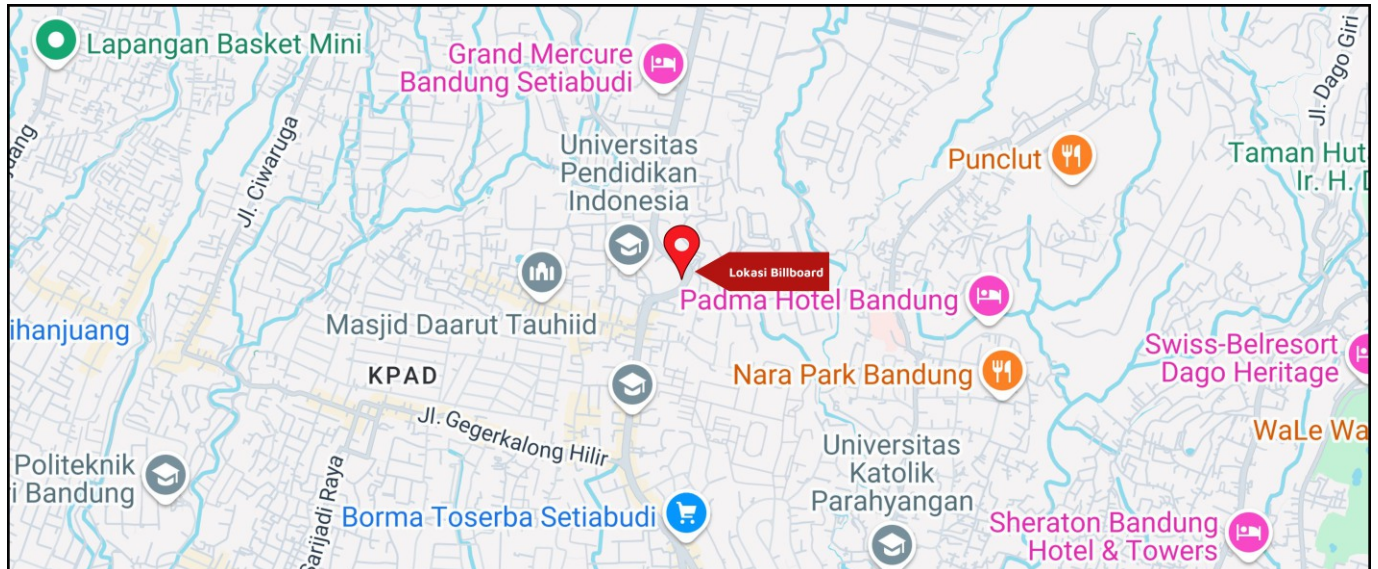 Lapangan Basket Mini
Grand Mercure
Bandung Setiabudi
Jl. Dago Giri
Jl. Ciwaruga
Universitas
Pendidikan
Indonesia
Punclut
Taman Hut
Ir. H.
Lokasi Billboard
Padma Hotel Bandung
Masjid Daarut Tauhiid
ihanjuang
Swiss-Belresort
Dago Heritage
KPAD
Nara Park Bandung
Jl. Gegerkalong Hilir
WaLe Wa
Universitas
Katolik
Parahyangan
Politeknik
i Bandung
Sarijadi Raya
Borma Toserba Setiabudi
Sheraton Bandung
Hotel & Towers